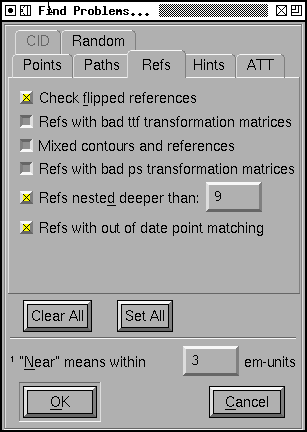 Find Problems...
CID Random
Points Paths Refs Hints ATT
Check flipped references
Refs with bad ttf transformation matrices
Mixed contours and references
Refs with bad ps transformation matrices
Refs nested deeper than: 9
Refs with out of date point matching
Clear All Set All
¹ "Near" means within 3 em-units
OK Cancel